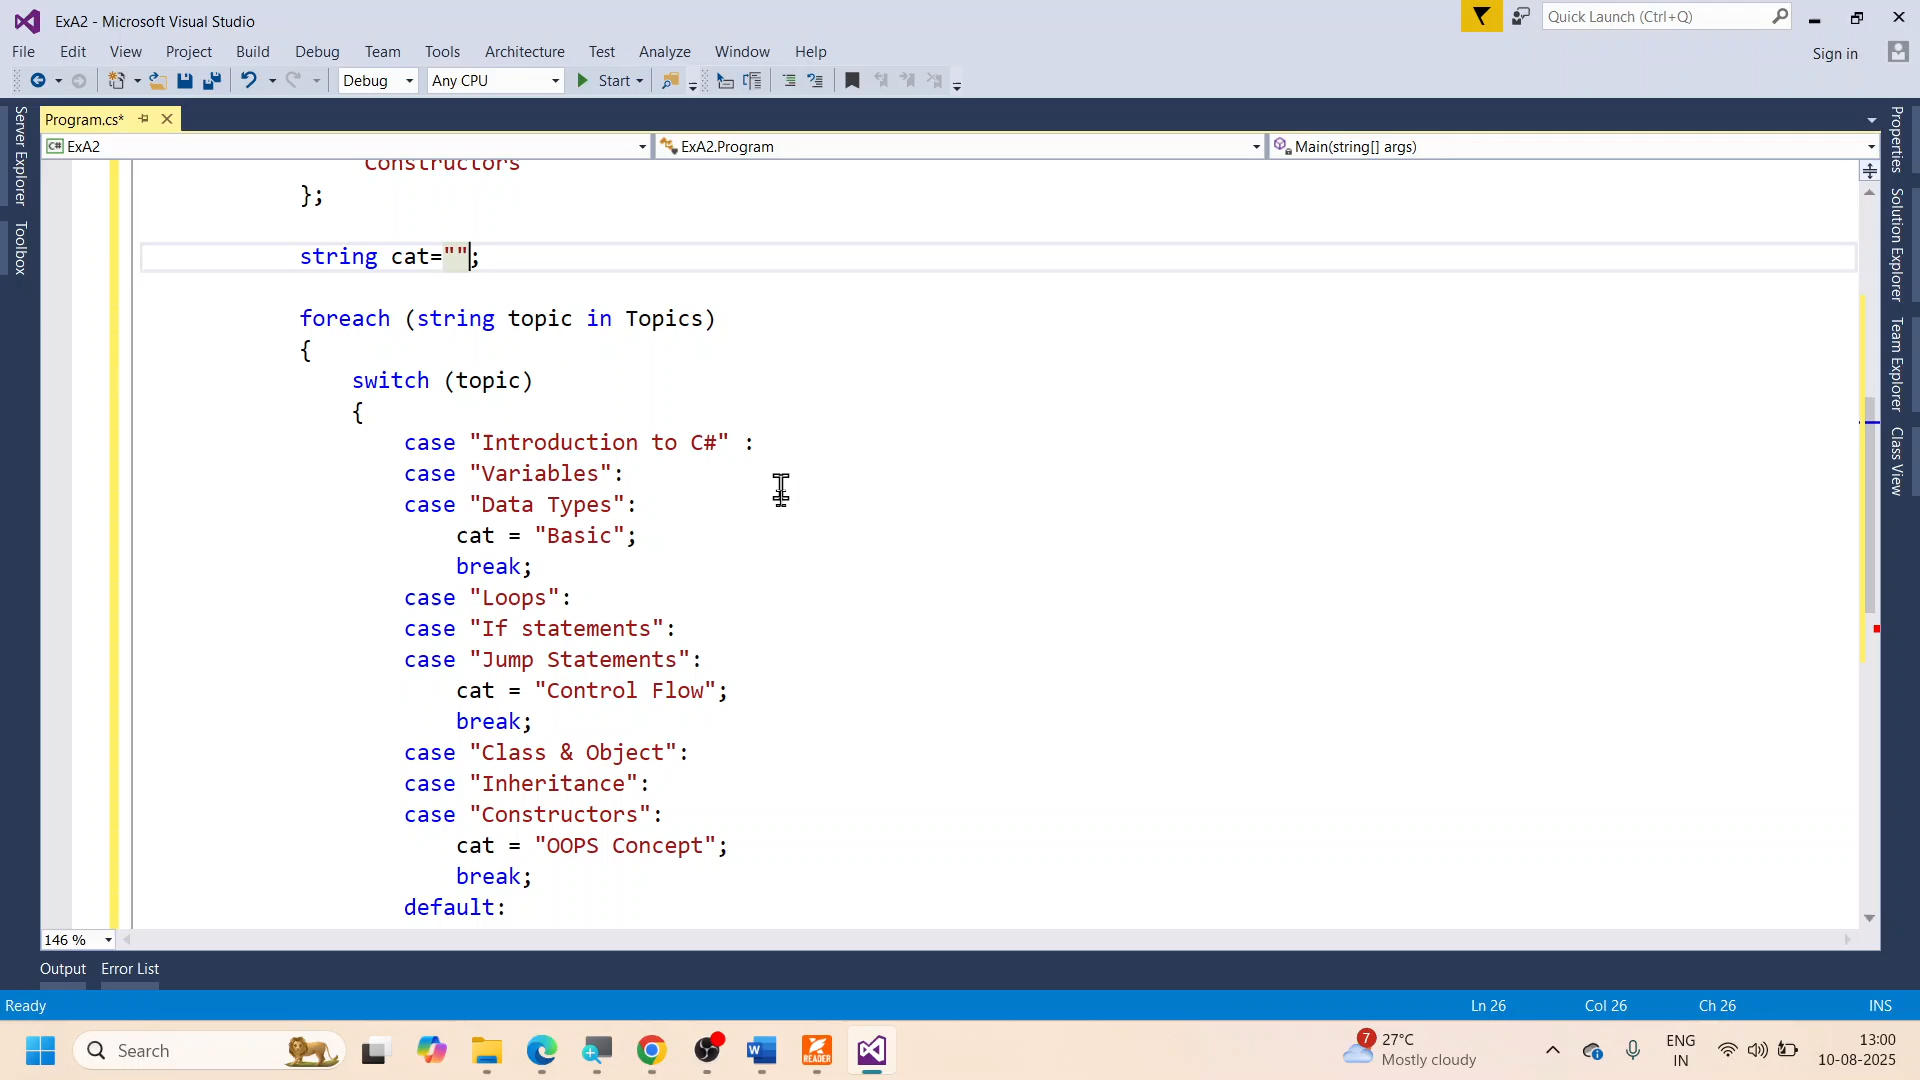 ExA2 - Microsoft Visual Studio
Quick Launch (Ctrl+Q)
File Edit View Project Build Debug Team Tools Architecture Test Analyze Window Help
Sign in
Debug Any CPU Start
Program.cs*
ExA2 ExA2.Program Main(string[] args)
Server Explorer
Toolbox
Properties
Solution Explorer
Team Explorer
Class View
Constructors
};
string cat="";
foreach (string topic in Topics)
{
switch (topic)
{
case "Introduction to C#" :
case "Variables":
case "Data Types":
cat = "Basic";
break;
case "Loops":
case "If statements":
case "Jump Statements":
cat = "Control Flow";
break;
case "Class & Object":
case "Inheritance":
case "Constructors":
cat = "OOPS Concept";
break;
default:
146 %
Output Error List
Ready Ln 26 Col 26 Ch 26 INS
Search
READER
7
27°C
Mostly cloudy
ENG
IN
13:00
10-08-2025